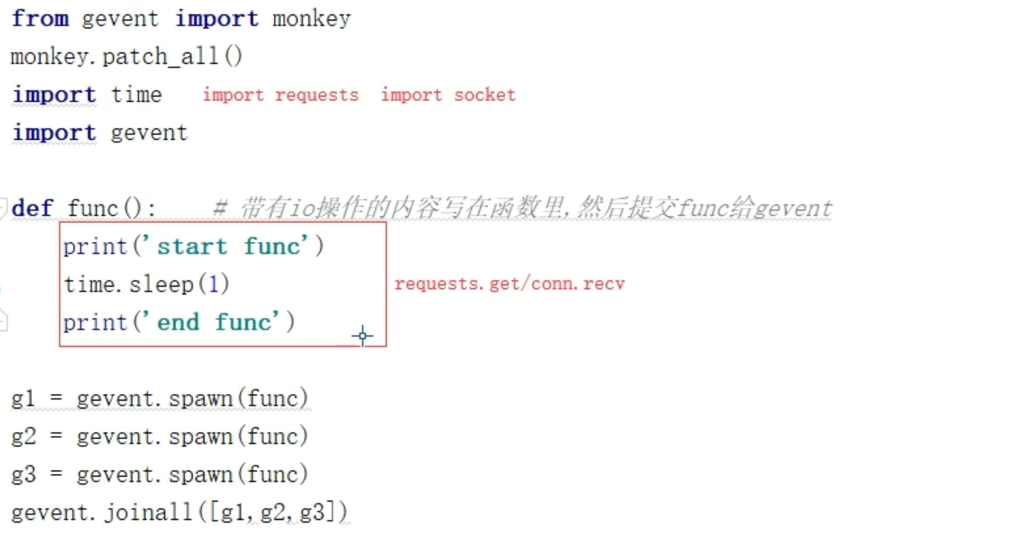 from gevent import monkey
monkey.patch_all()
import time import requests import socket
import gevent
def func(): # 带有io操作的内容写在函数里,然后提交func给gevent
print('start func')
time.sleep(1) requests.get/conn.recv
print('end func')
g1 = gevent.spawn(func)
g2 = gevent.spawn(func)
g3 = gevent.spawn(func)
gevent.joinall([g1,g2,g3])